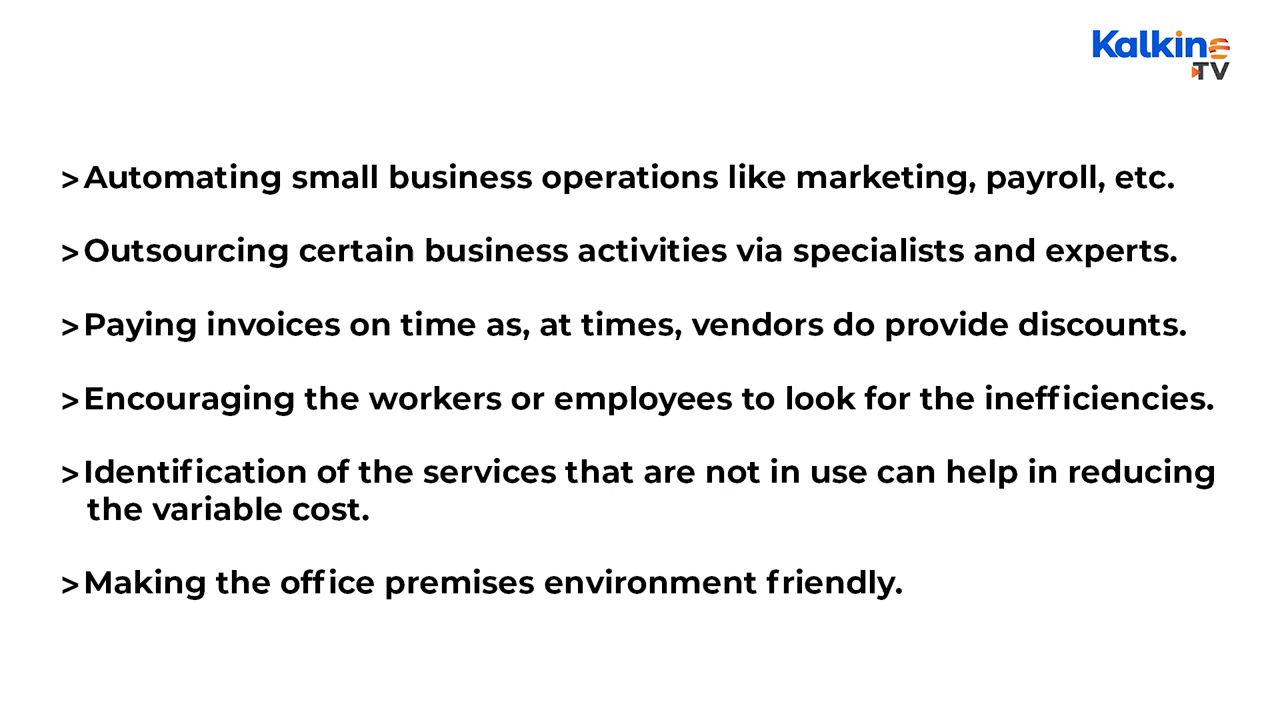 Kalkine
TV
>Automating small business operations like marketing, payroll, etc.
>Outsourcing certain business activities via specialists and experts.
>Paying invoices on time as, at times, vendors do provide discounts.
>Encouraging the workers or employees to look for the inefficiencies.
>Identification of the services that are not in use can help in reducing
the variable cost.
>Making the office premises environment friendly.